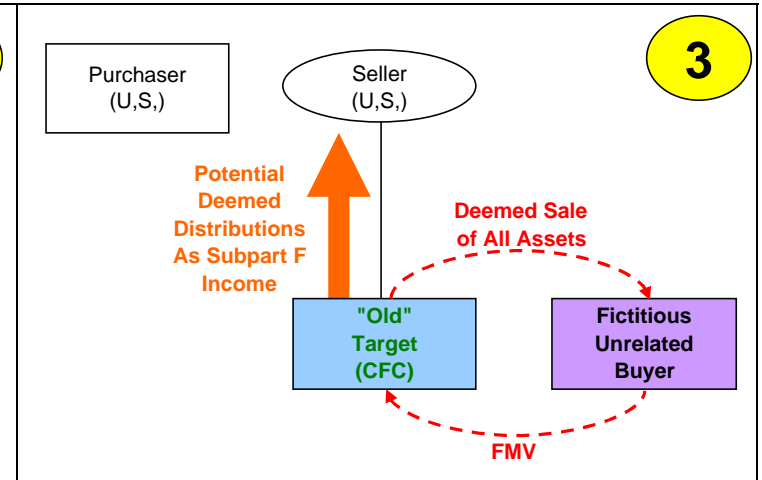 3
Purchaser
(U,S,)
Seller
(U,S,)
Potential
Deemed
Distributions
As Subpart F
Income
Deemed Sale
of All Assets
"Old"
Target
(CFC)
Fictitious
Unrelated
Buyer
FMV